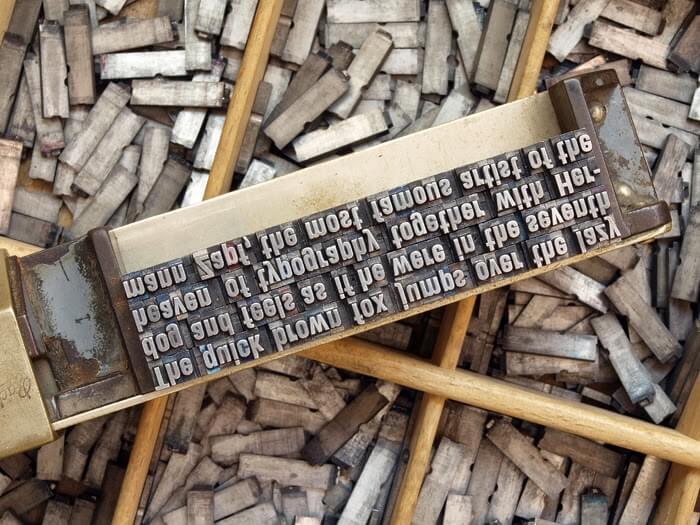 The quick brown fox jumps over the lazy
dog and feels as if he were in the seventh
heaven of typography together with Her-
mann Zapf, the most famous artist of the